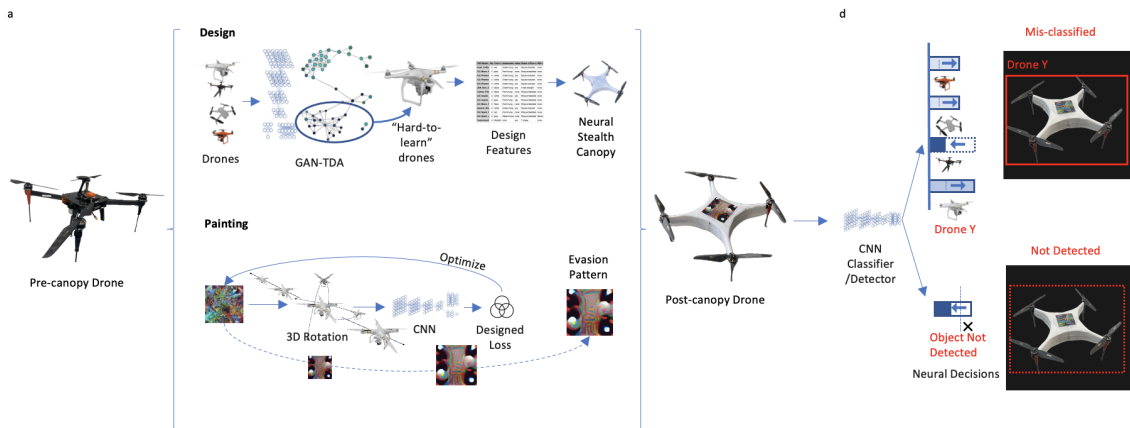 a
Design
Drones
GAN-TDA
“Hard-to-
learn”
drones
Design
Features
Neural
Stealth
Canopy
Pre-canopy Drone
Painting
Optimize
3D Rotation
CNN
Designed
Loss
Evasion
Pattern
Post-canopy Drone
d
CNN
Classifier
/Detector
Drone Y
Object Not
Detected
Neural Decisions
Mis-classified
Drone Y
Not Detected